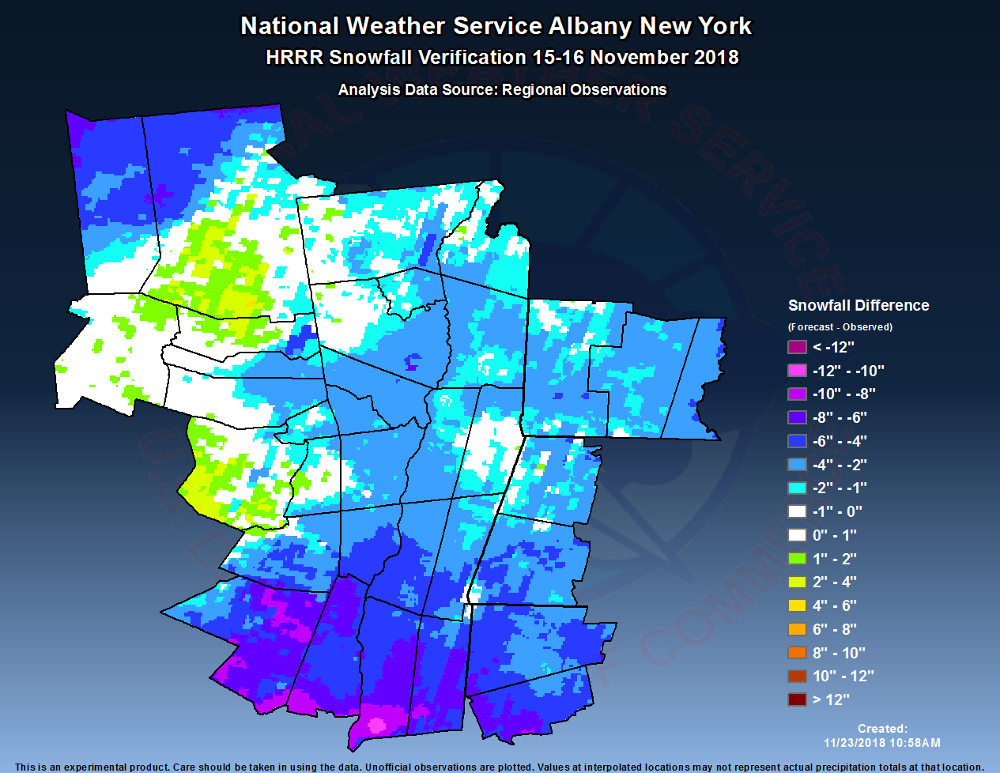 National Weather Service Albany New York
HRRR Snowfall Verification 15-16 November 2018
Analysis Data Source: Regional Observations
Snowfall Difference
(Forecast - Observed)
< -12"
-12" - -10"
-10" - -8"
-8" - -6"
-6" - -4"
-4" - -2"
-2" - -1"
-1" - 0"
0" - 1"
1" - 2"
2" - 4"
4" - 6"
6" - 8"
8" - 10"
10" - 12"
> 12"
Created:
11/23/2018 10:58AM
This is an experimental product. Care should be taken in using the data. Unofficial observations are plotted. Values at interpolated locations may not represent actual precipitation totals at that location.